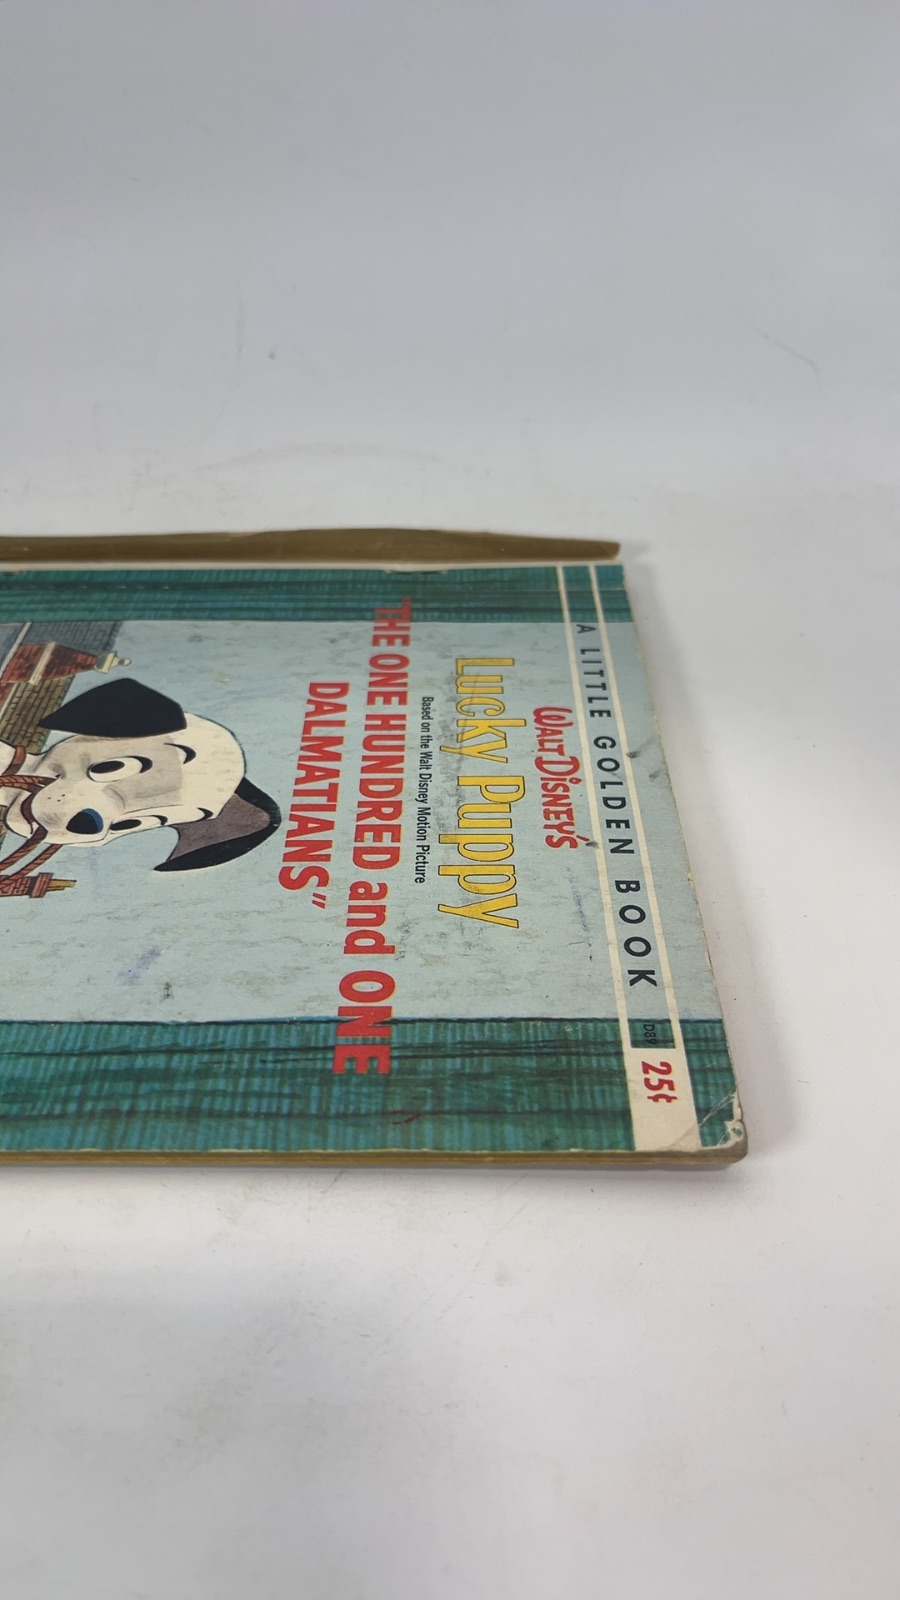 A LITTLE GOLDEN BOOK
D89
25¢
WALT DISNEY'S
Lucky Puppy
Based on the Walt Disney Motion Picture
"THE ONE HUNDRED and ONE
DALMATIANS"